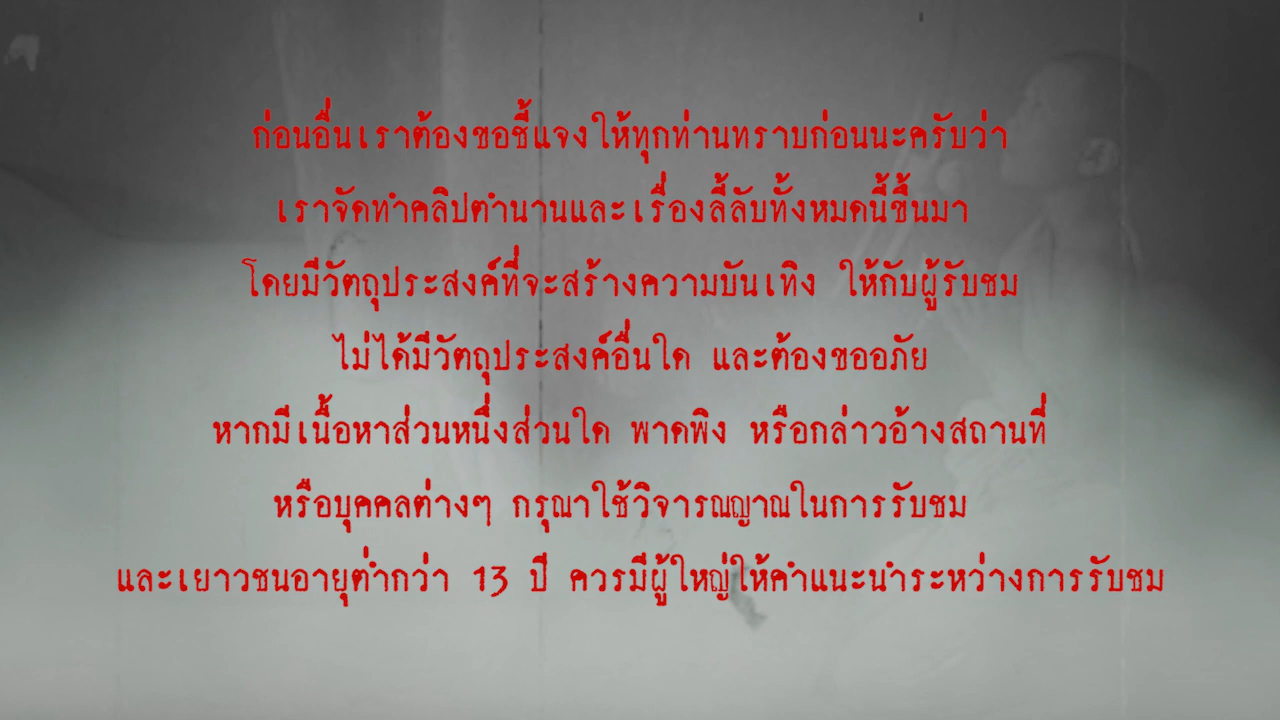 ก่อนอื่นเราต้องขอชี้แจงให้ทุกท่านทราบก่อนนะครับว่า
เราจัดทำคลิปตำนานและเรื่องลี้ลับทั้งหมดนี้ขึ้นมา
โดยมีวัตถุประสงค์ที่จะสร้างความบันเทิง ให้กับผู้รับชม
ไม่ได้มีวัตถุประสงค์อื่นใด และต้องขออภัย
หากมีเนื้อหาส่วนหนึ่งส่วนใด พาดพิง หรือกล่าวอ้างสถานที่
หรือบุคคลต่างๆ กรุณาใช้วิจารณญาณในการรับชม
และเยาวชนอายุต่ำกว่า 13 ปี ควรมีผู้ใหญ่ให้คำแนะนำระหว่างการรับชม